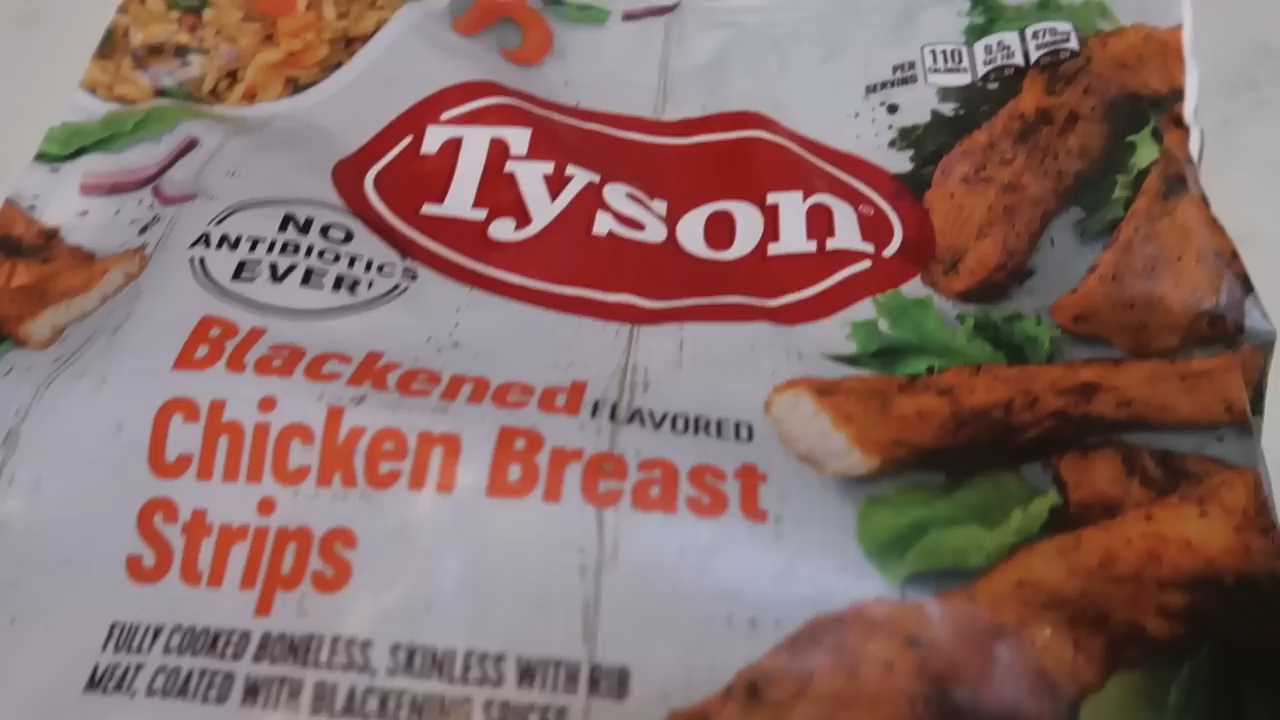 PER
SERVING
110
CALORIES
0.5g
SAT FAT
470mg
SODIUM
Tyson®
NO
ANTIBIOTICS
EVER
Blackened FLAVORED
Chicken Breast
Strips
FULLY COOKED BONELESS, SKINLESS WITH RIB
MEAT, COATED WITH BLACKENING SPICES